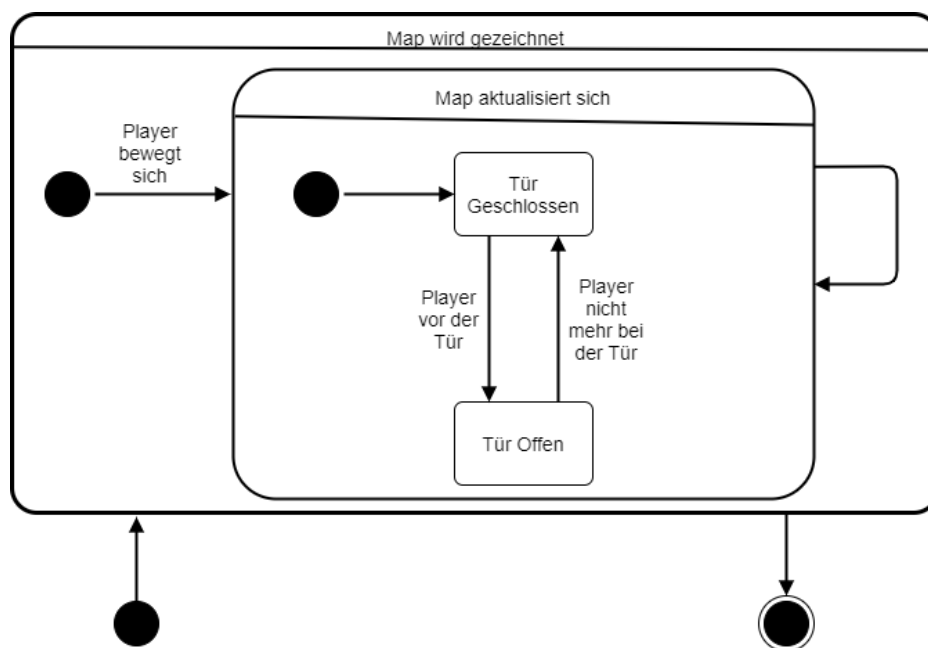 Map wird gezeichnet
Map aktualisiert sich
Player
bewegt
sich
Tür
Geschlossen
Player
vor der
Tür
Player
nicht
mehr bei
der Tür
Tür Offen